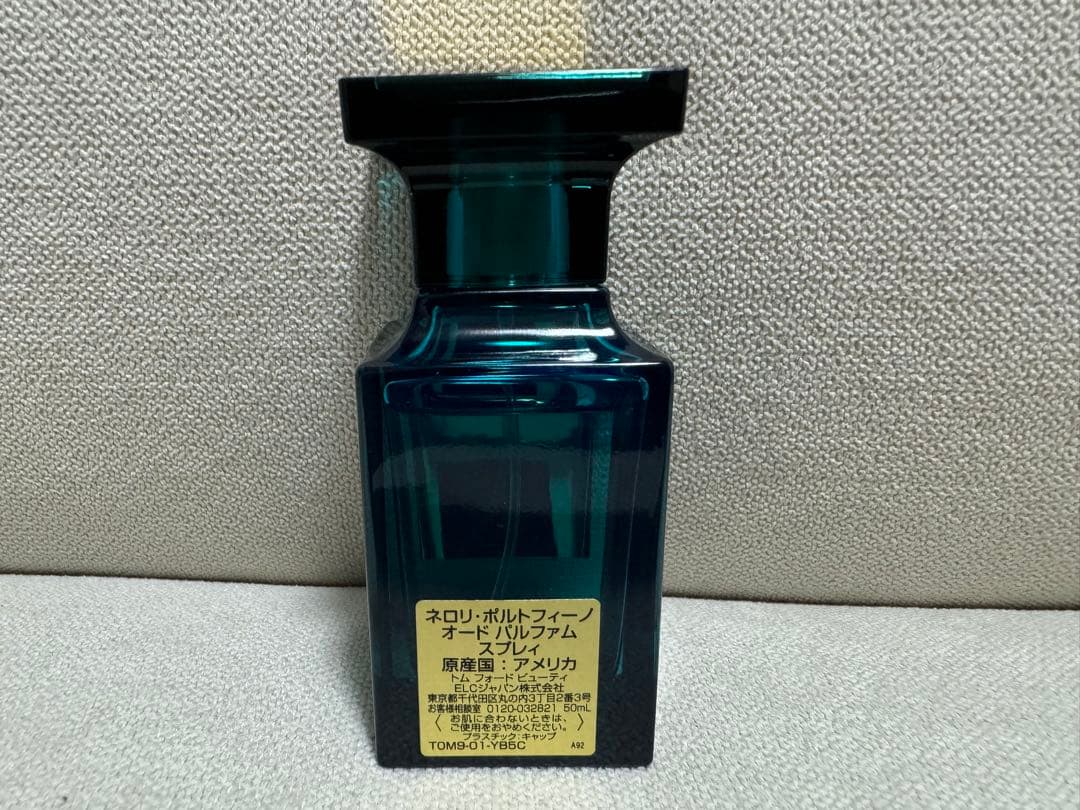 ネロリ・ポルトフィーノ
オード パルファム
スプレィ
原産国：アメリカ
トム フォード ビューティ
ELCジャパン株式会社
東京都千代田区丸の内3丁目2番3号
お客様相談室 0120-032821 50mL
〈 お肌に合わないときは、
ご使用をおやめください。 〉
プラスチック：キャップ
T0M9-01-YB5C A92